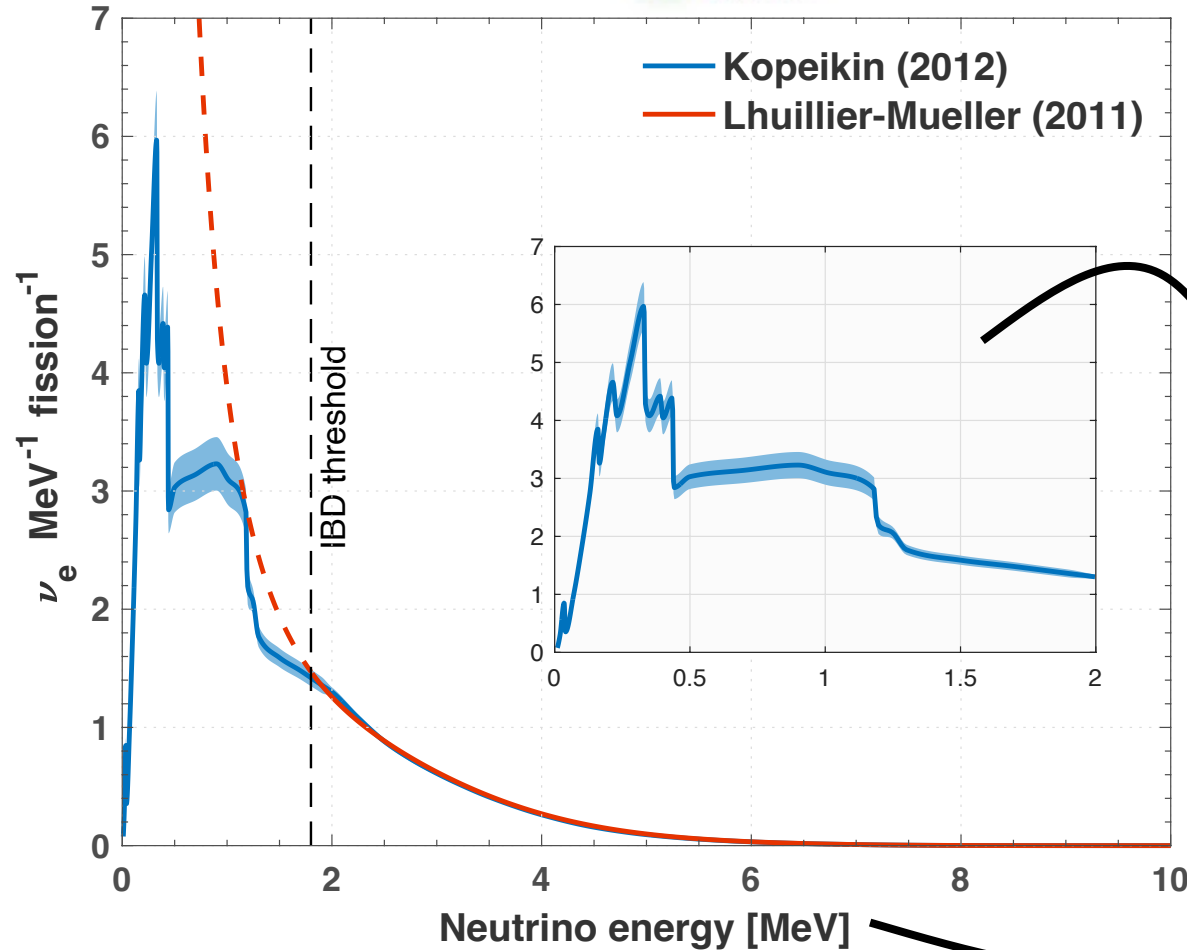 7
6
5
4
3
2
1
0
ν_e MeV⁻¹ fission⁻¹
Kopeikin (2012)
Lhuillier-Mueller (2011)
IBD threshold
7
6
5
4
3
2
1
0
0 0.5 1 1.5 2
0 2 4 6 8 10
Neutrino energy [MeV]